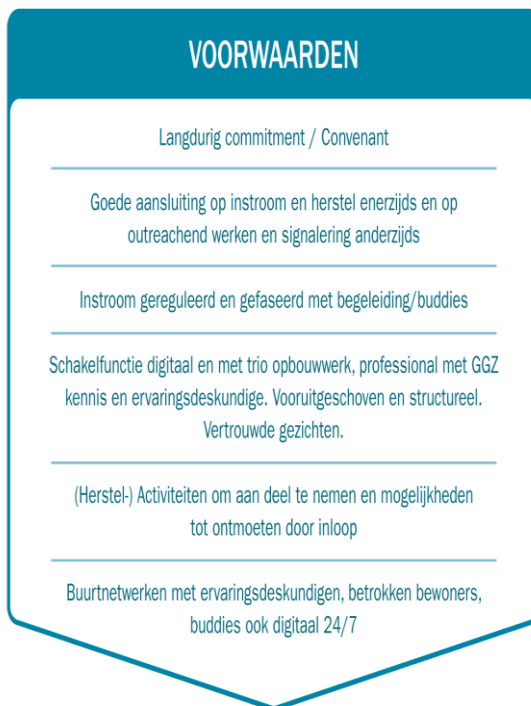 VOORWAARDEN
Langdurig commitment / Convenant
Goede aansluiting op instroom en herstel enerzijds en op
outreachend werken en signalering anderzijds
Instroom gereguleerd en gefaseerd met begeleiding/buddies
Schakelfunctie digitaal en met trio opbouwwerk, professional met GGZ
kennis en ervaringsdeskundige. Vooruitgeschoven en structureel.
Vertrouwde gezichten.
(Herstel-) Activiteiten om aan deel te nemen en mogelijkheden
tot ontmoeten door inloop
Buurtnetwerken met ervaringsdeskundigen, betrokken bewoners,
buddies ook digitaal 24/7